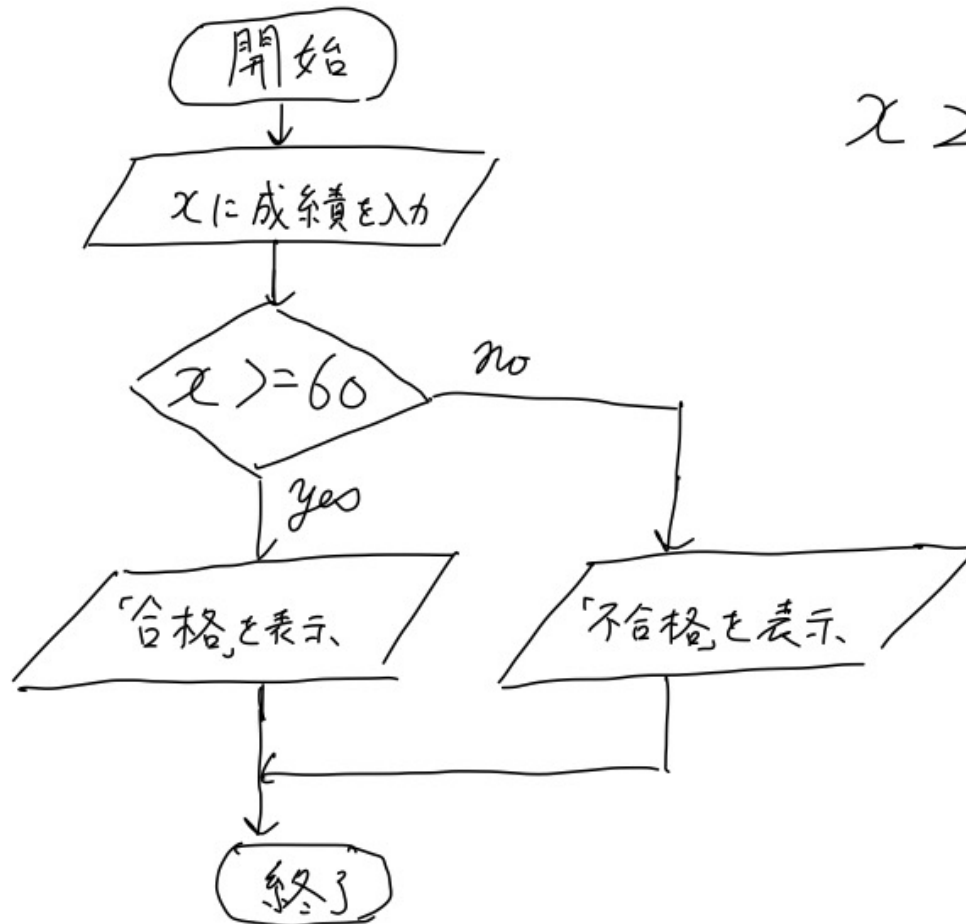 開始
xに成績を入力
x>=60
no
yes
「合格」を表示
「不合格」を表示
終了
x